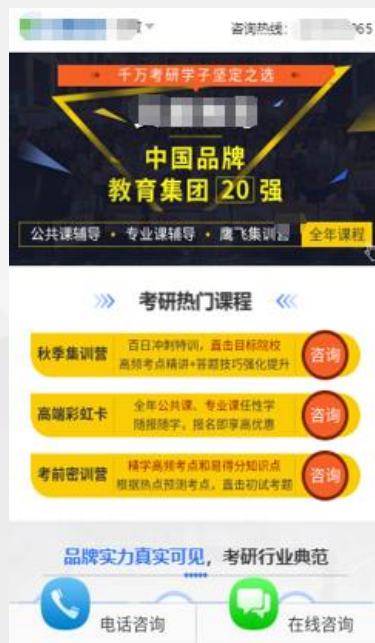 咨询热线：
065
千万考研学子坚定之选
中国品牌
教育集团20强
公共课辅导 • 专业课辅导 • 鹰飞集训营 全年课程
考研热门课程
秋季集训营
百日冲刺特训，直击目标院校
高频考点精讲+答题技巧强化提升
咨询
高端彩虹卡
全年公共课、专业课任性学
随报随学，报名即享高优惠
咨询
考前密训营
精学高频考点和易得分知识点
根据热点预测考点，直击初试考题
咨询
品牌实力真实可见，考研行业典范
电话咨询
在线咨询